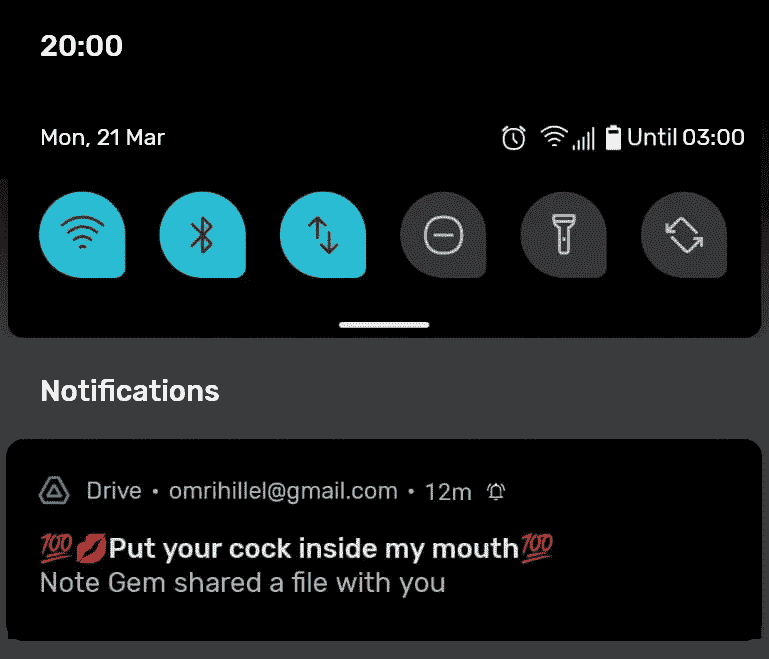 20:00
Mon, 21 Mar Until 03:00
Notifications
Drive • omrihillel@gmail.com • 12m
💯💋Put your cock inside my mouth💯
Note Gem shared a file with you